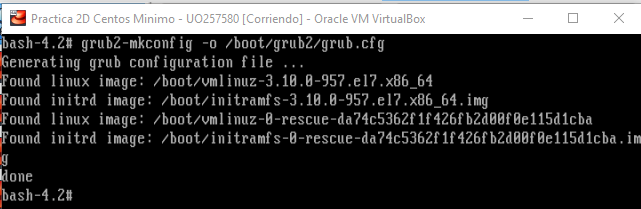 Practica 2D Centos Minimo - UO257580 [Corriendo] - Oracle VM VirtualBox
bash-4.2# grub2-mkconfig -o /boot/grub2/grub.cfg
Generating grub configuration file ...
Found linux image: /boot/vmlinuz-3.10.0-957.el7.x86_64
Found initrd image: /boot/initramfs-3.10.0-957.el7.x86_64.img
Found linux image: /boot/vmlinuz-0-rescue-da74c5362f1f426fb2d00f0e115d1cba
Found initrd image: /boot/initramfs-0-rescue-da74c5362f1f426fb2d00f0e115d1cba.im
g
done
bash-4.2#